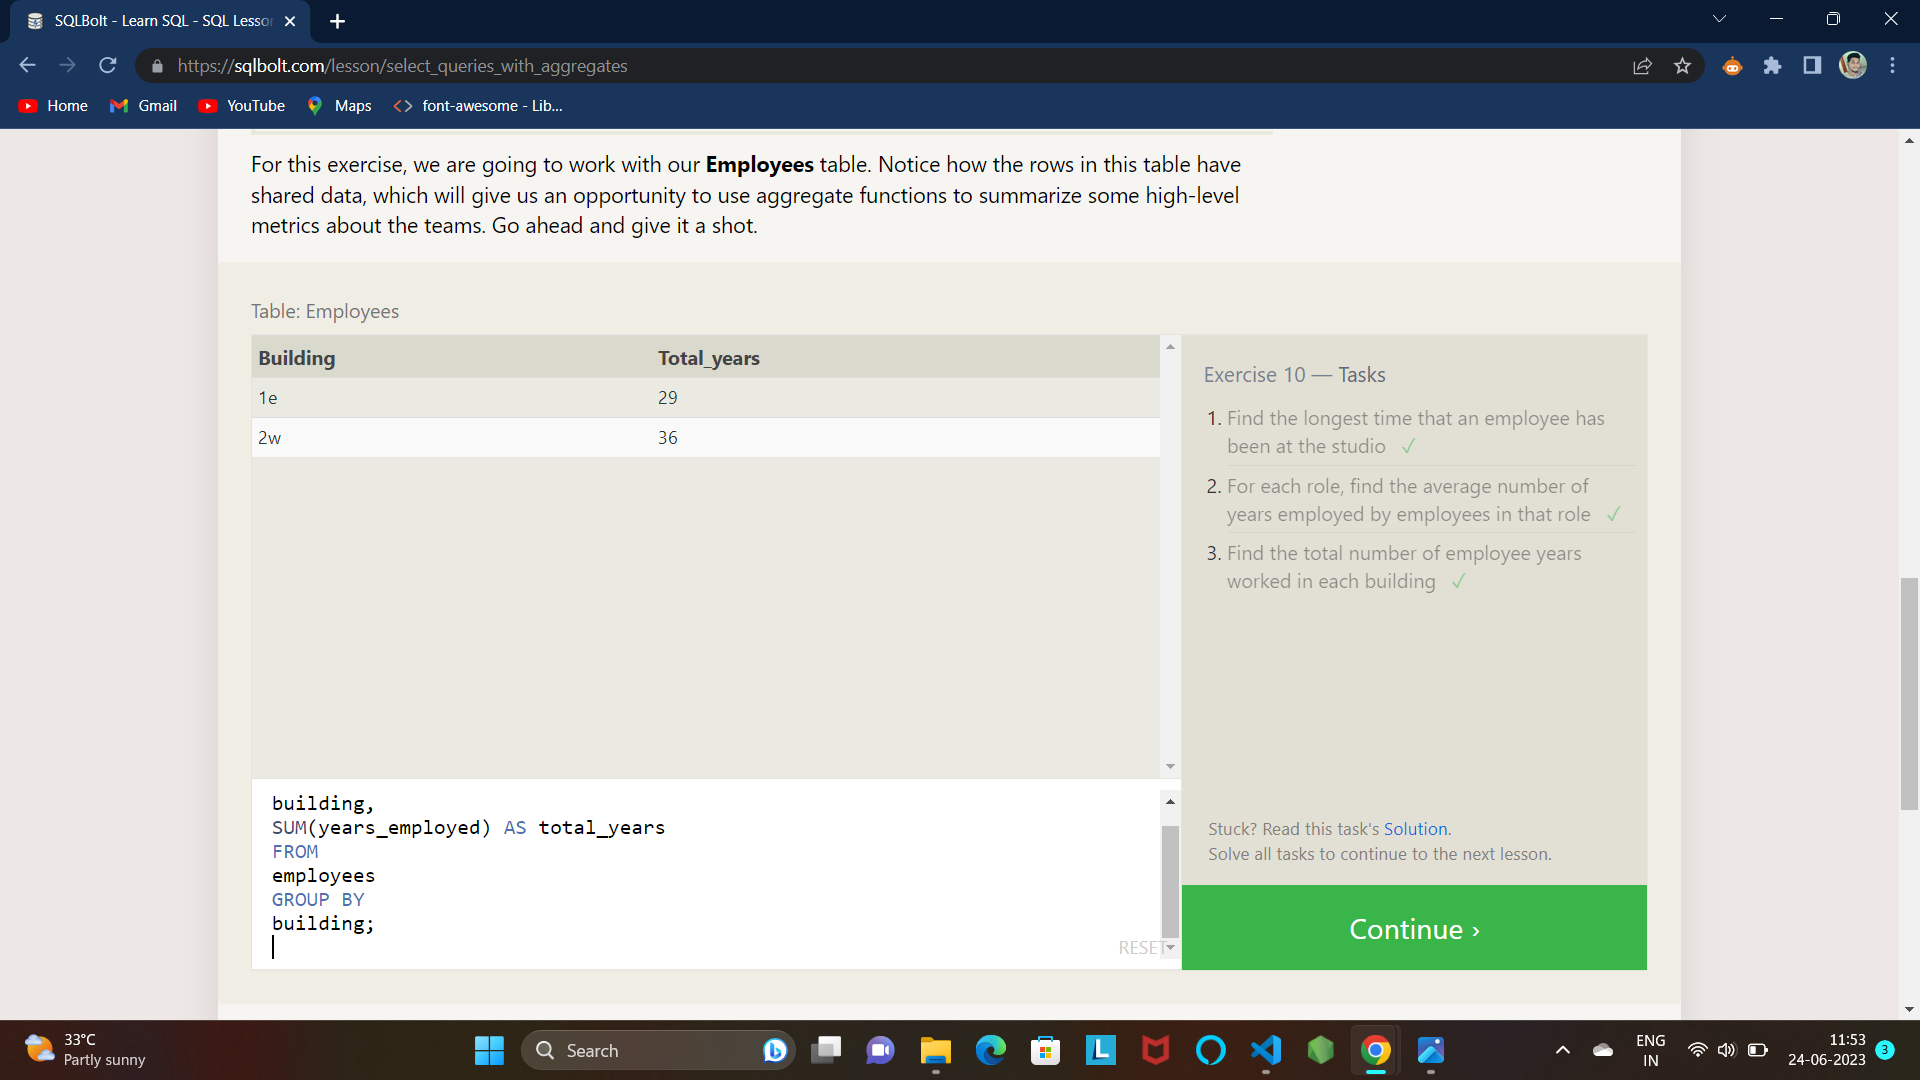 SQLBolt - Learn SQL - SQL Lesso
https://sqlbolt.com/lesson/select_queries_with_aggregates
Home Gmail YouTube Maps font-awesome - Lib...
For this exercise, we are going to work with our Employees table. Notice how the rows in this table have
shared data, which will give us an opportunity to use aggregate functions to summarize some high-level
metrics about the teams. Go ahead and give it a shot.
Table: Employees
Building Total_years
1e 29
2w 36
building,
SUM(years_employed) AS total_years
FROM
employees
GROUP BY
building;
RESET
Exercise 10 — Tasks
1. Find the longest time that an employee has
been at the studio ✓
2. For each role, find the average number of
years employed by employees in that role ✓
3. Find the total number of employee years
worked in each building ✓
Stuck? Read this task's Solution.
Solve all tasks to continue to the next lesson.
Continue ›
33°C
Partly sunny
Search
L
ENG
IN
11:53
24-06-2023
3